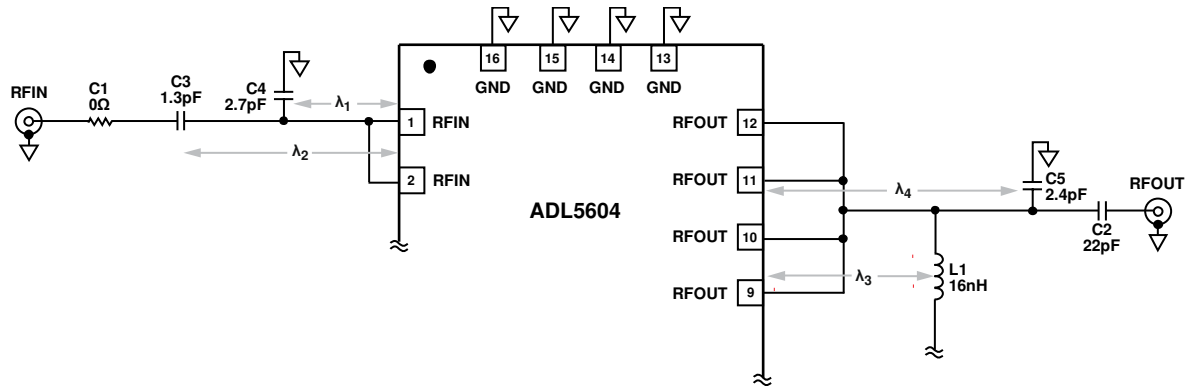 16
15
14
13
GND
GND
GND
GND
RFIN
C1
0Ω
C3
1.3pF
C4
2.7pF
λ1
λ2
1
RFIN
2
RFIN
ADL5604
RFOUT
12
RFOUT
11
RFOUT
10
RFOUT
9
λ4
λ3
C5
2.4pF
RFOUT
C2
22pF
L1
16nH